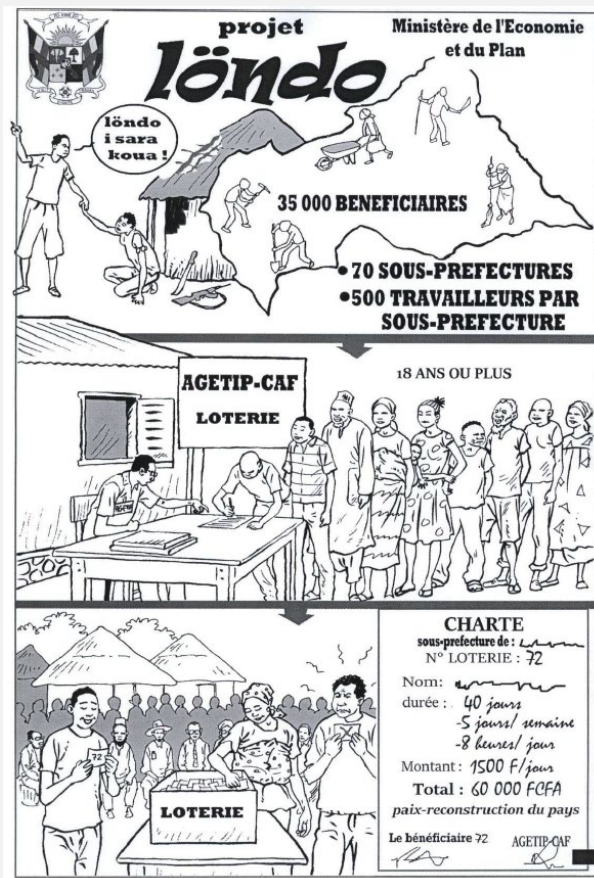 projet
löndo
Ministère de l'Economie
et du Plan
löndo
i sara
koua !
35 000 BENEFICIAIRES
•70 SOUS-PREFECTURES
•500 TRAVAILLEURS PAR
SOUS-PREFECTURE
AGETIP-CAF
LOTERIE
18 ANS OU PLUS
72
LOTERIE
CHARTE
sous-prefecture de :
N° LOTERIE : 72
Nom:
durée : 40 jours
-5 jours/ semaine
-8 heures/ jour
Montant : 1500 F/jour
Total : 60 000 FCFA
paix-reconstruction du pays
Le bénéficiaire 72
AGETIP-CAF